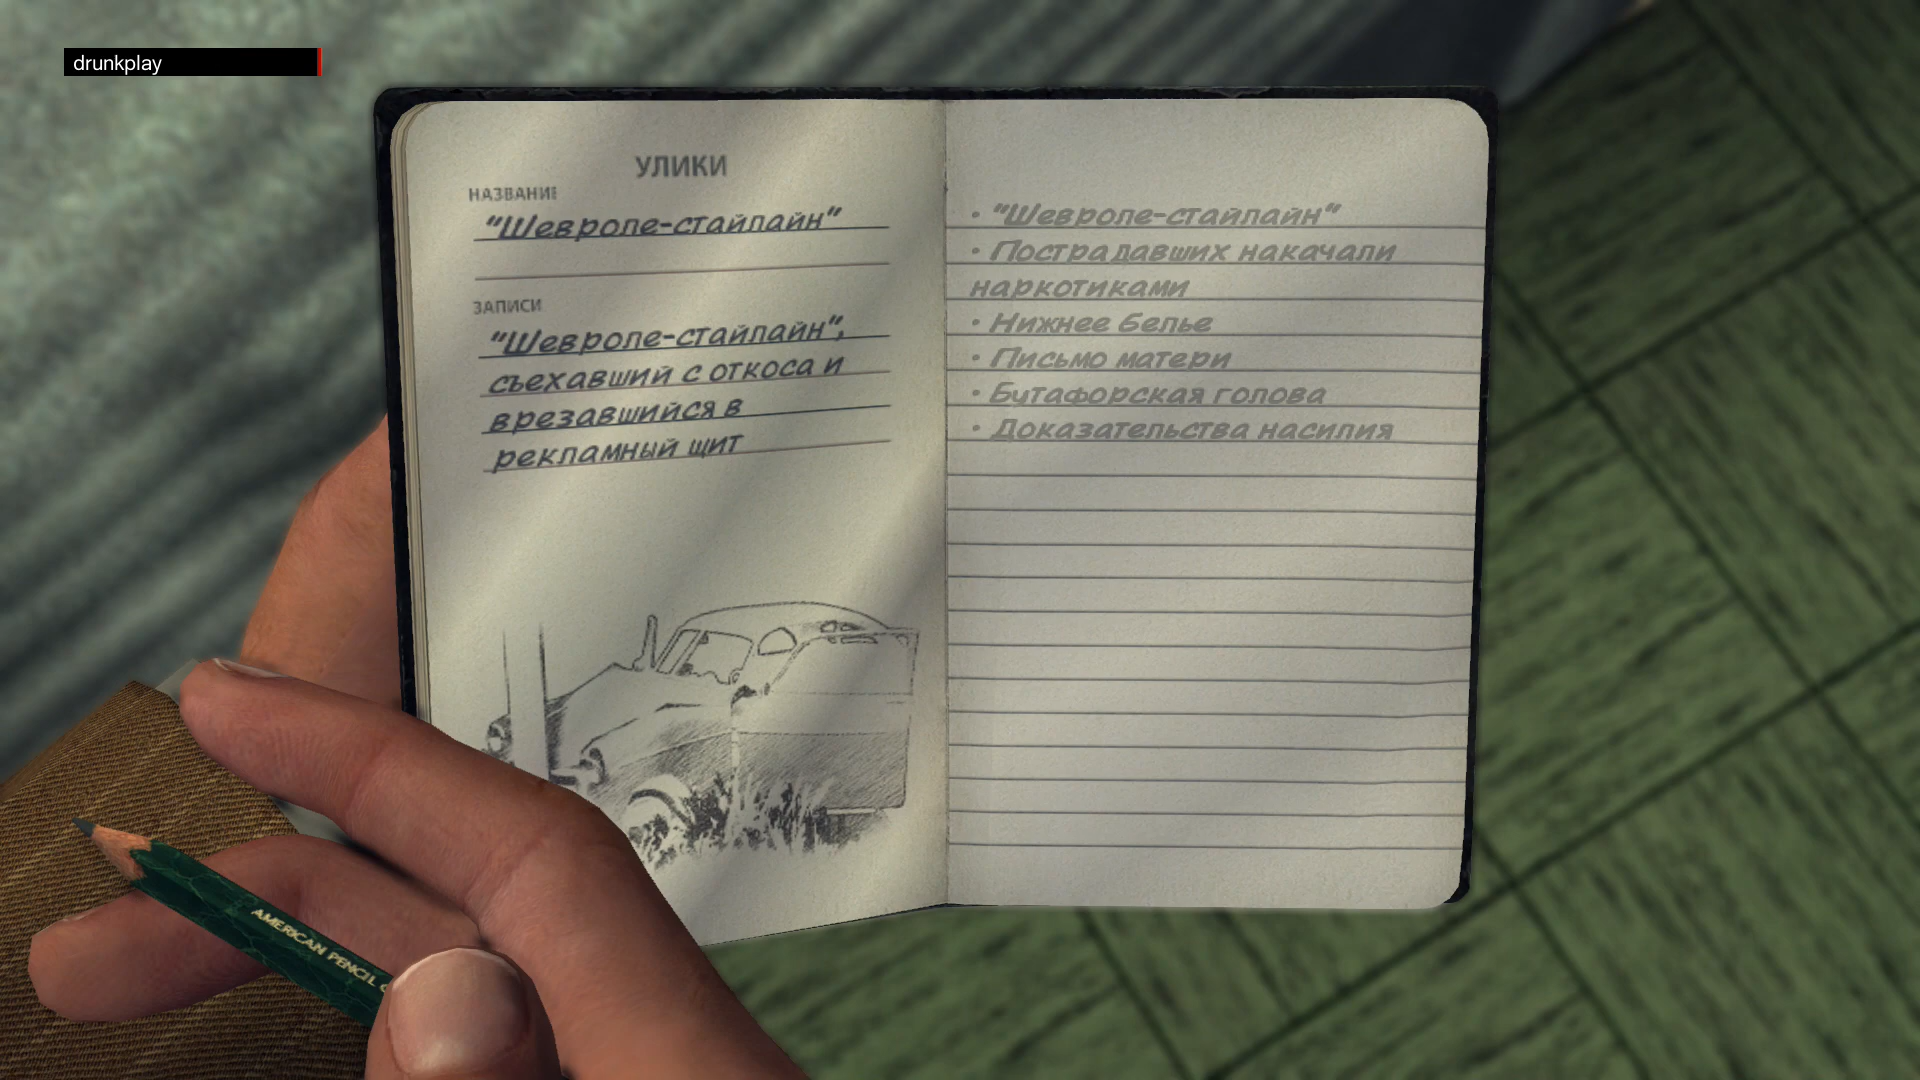 drunkplay
УЛИКИ
НАЗВАНИЕ
"Шевроле-стайлайн"
ЗАПИСИ
"Шевроле-стайлайн",
съехавший с откоса и
врезавшийся в
рекламный щит
• "Шевроле-стайлайн"
• Пострадавших накачали
наркотиками
• Нижнее белье
• Письмо матери
• Бутафорская голова
• Доказательства насилия
AMERICAN PENCIL